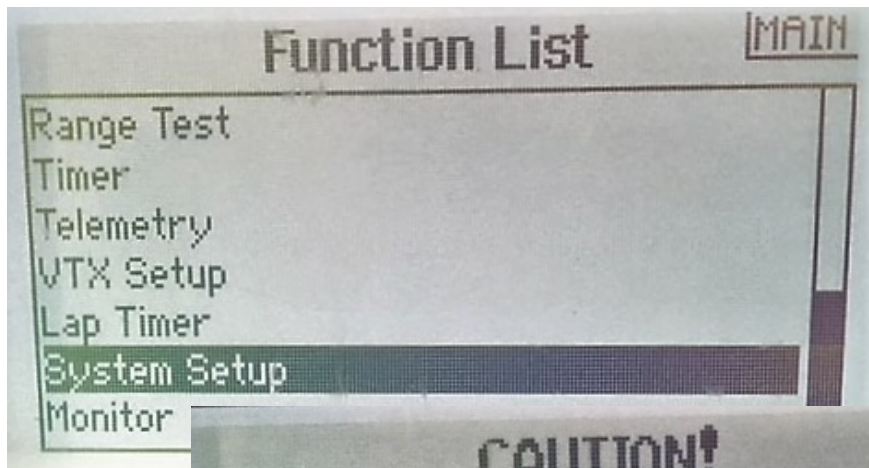 Function List
MAIN
Range Test
Timer
Telemetry
VTX Setup
Lap Timer
System Setup
Monitor
CAUTION!